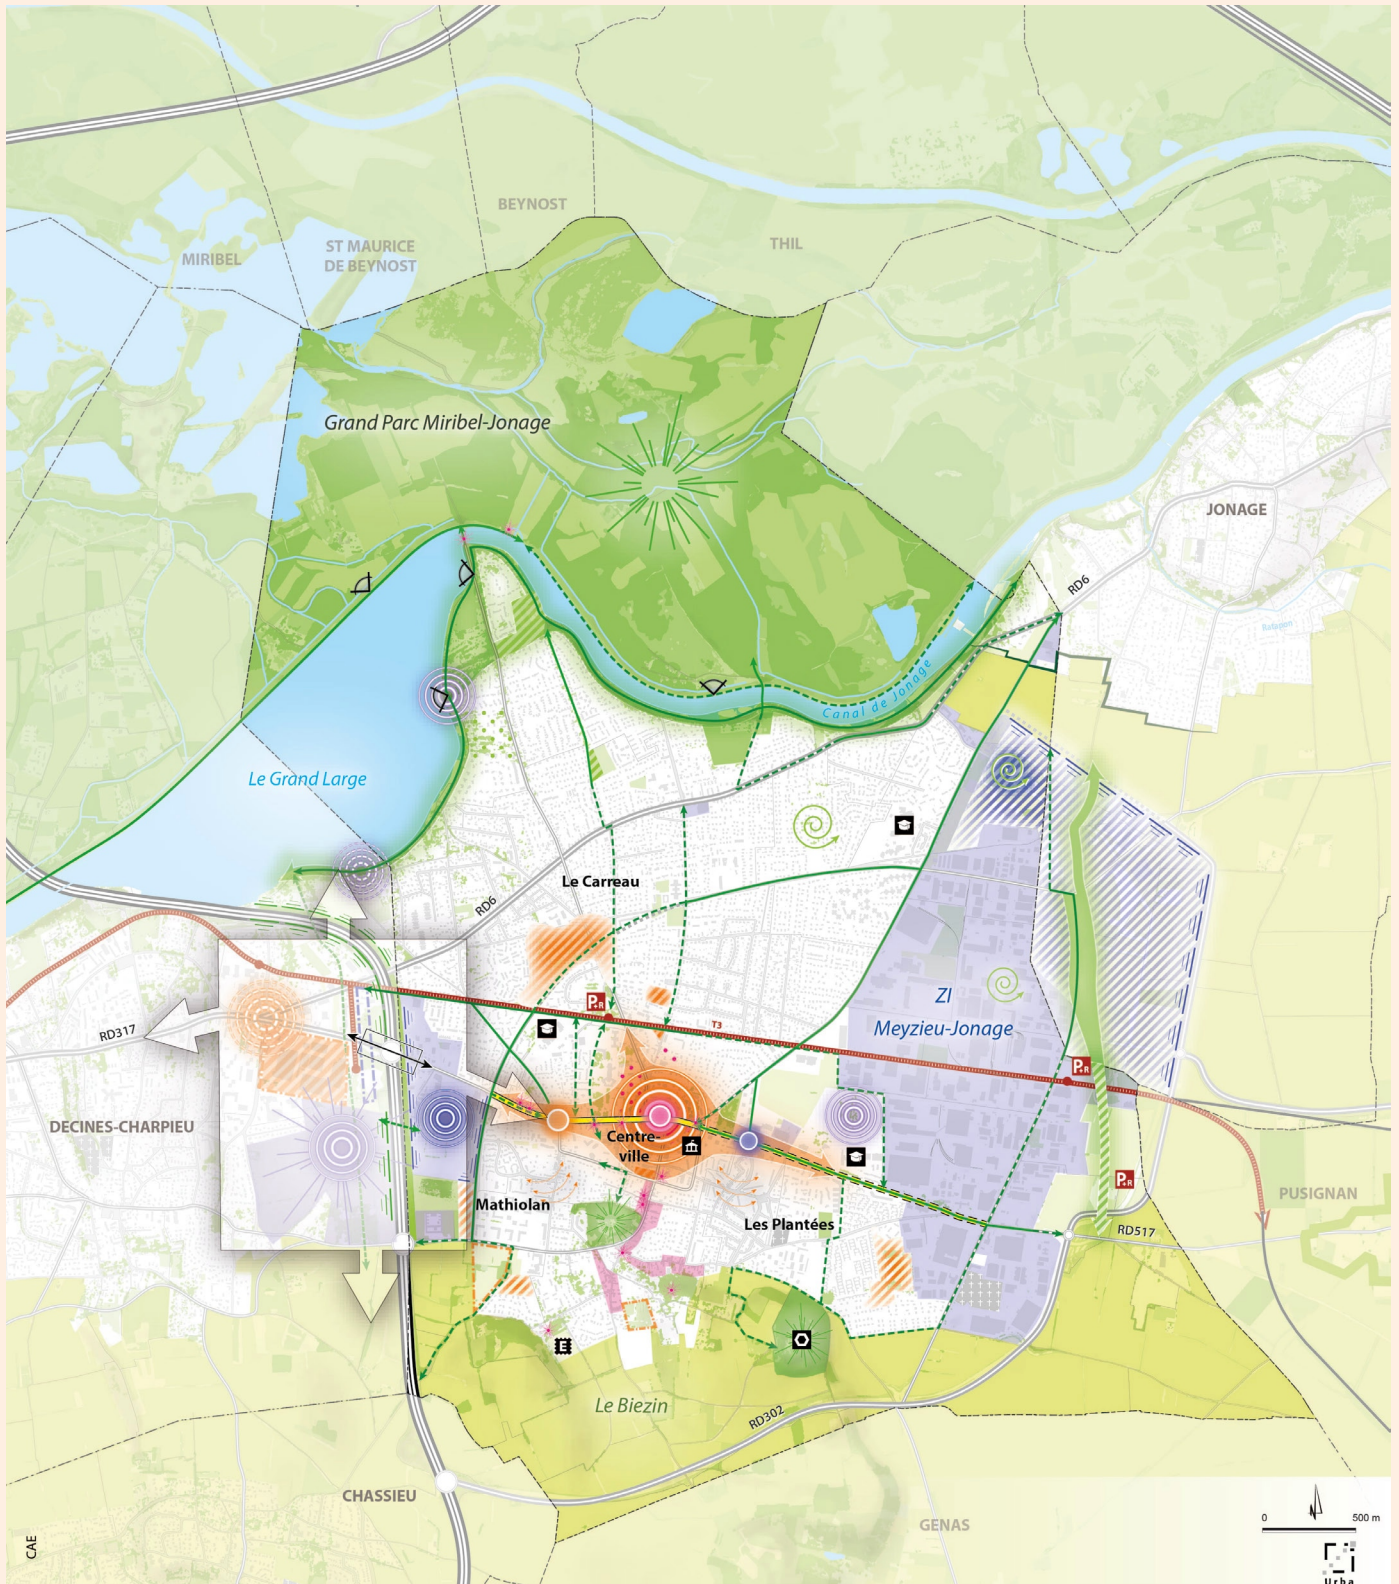 BEYNOST
THIL
ST MAURICE
DE BEYNOST
MIRIBEL
Grand Parc Miribel-Jonage
JONAGE
RD6
Ratapon
Canal de Jonage
Le Grand Large
Le Carreau
RD6
ZI
Meyzieu-Jonage
P+R
T3
RD317
P+R
DECINES-CHARPIEU
Centre-
ville
P+R
PUSIGNAN
Mathiolan
Les Plantées
RD517
E
Le Biezin
RD302
CHASSIEU
GENAS
0 500 m
CAE
Urba